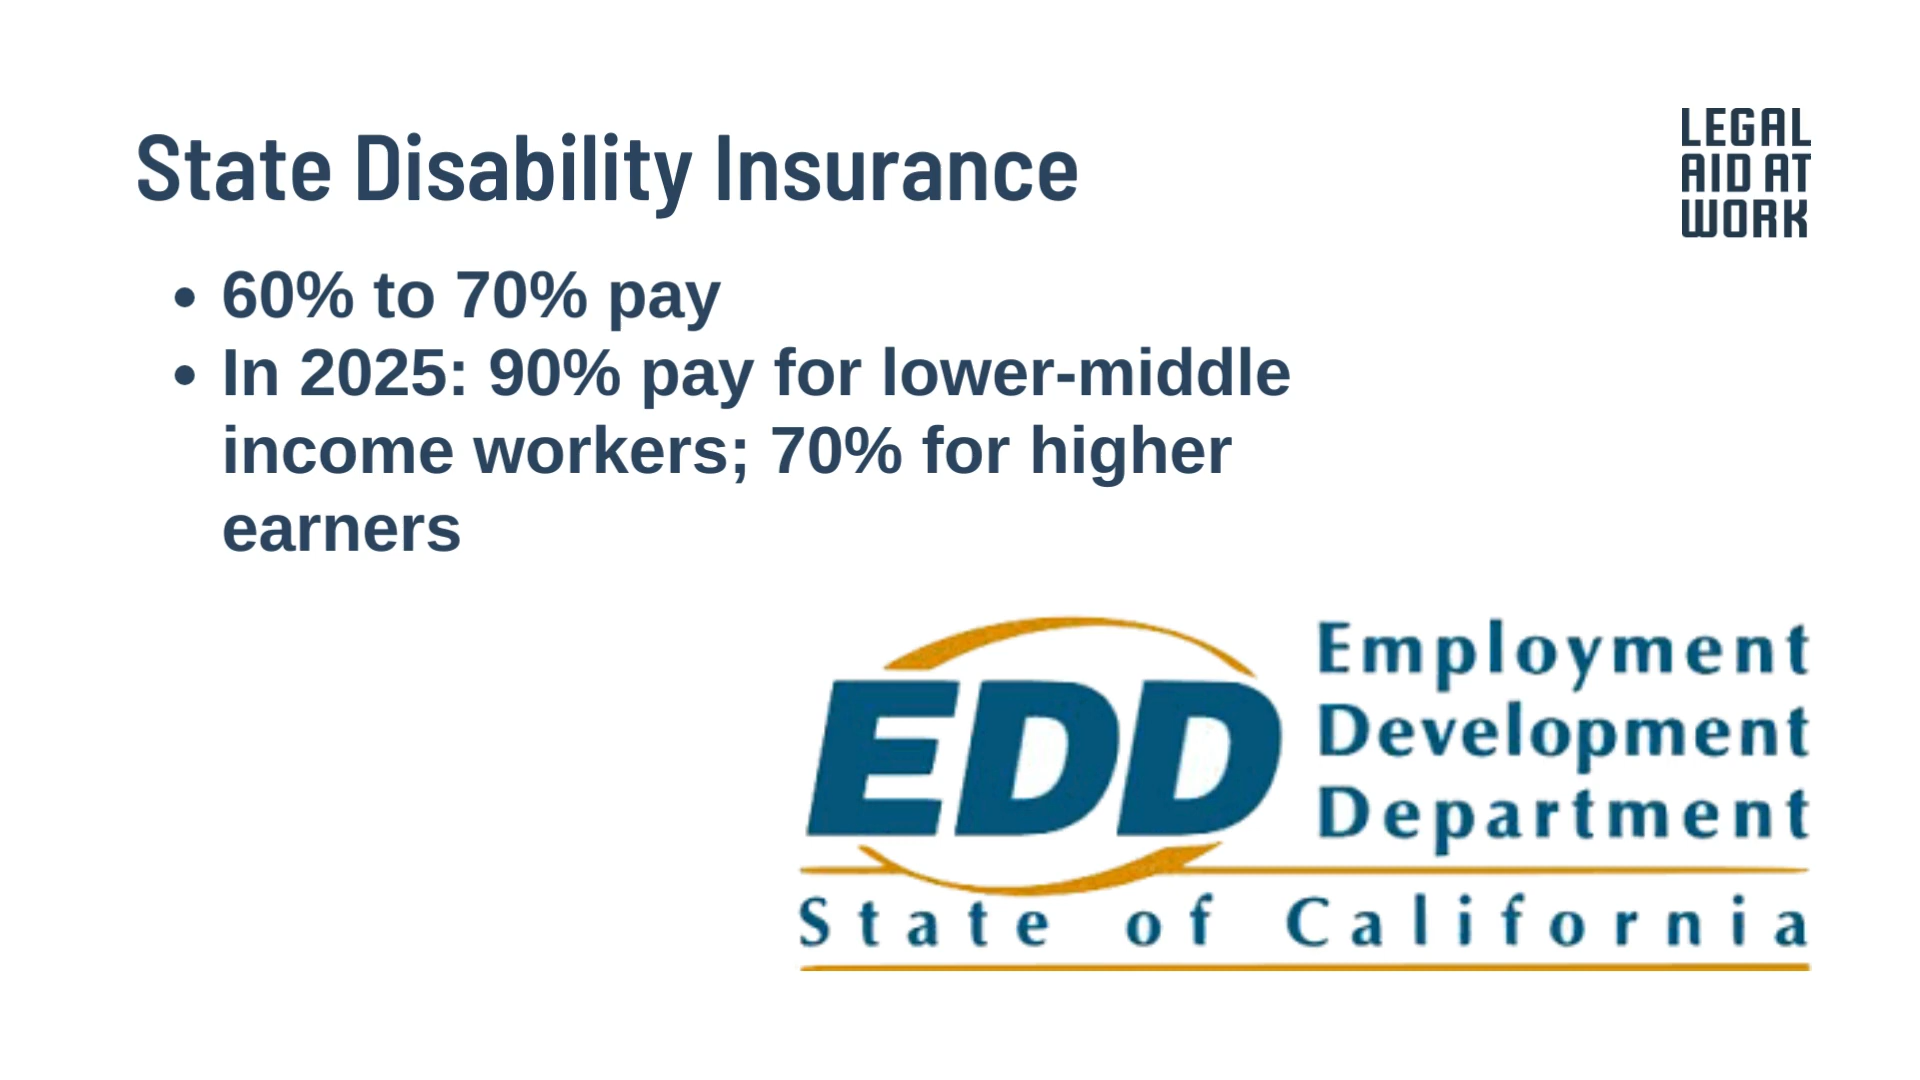 State Disability Insurance
LEGAL
AID AT
WORK
• 60% to 70% pay
• In 2025: 90% pay for lower-middle
income workers; 70% for higher
earners
EDD
Employment
Development
Department
State of California